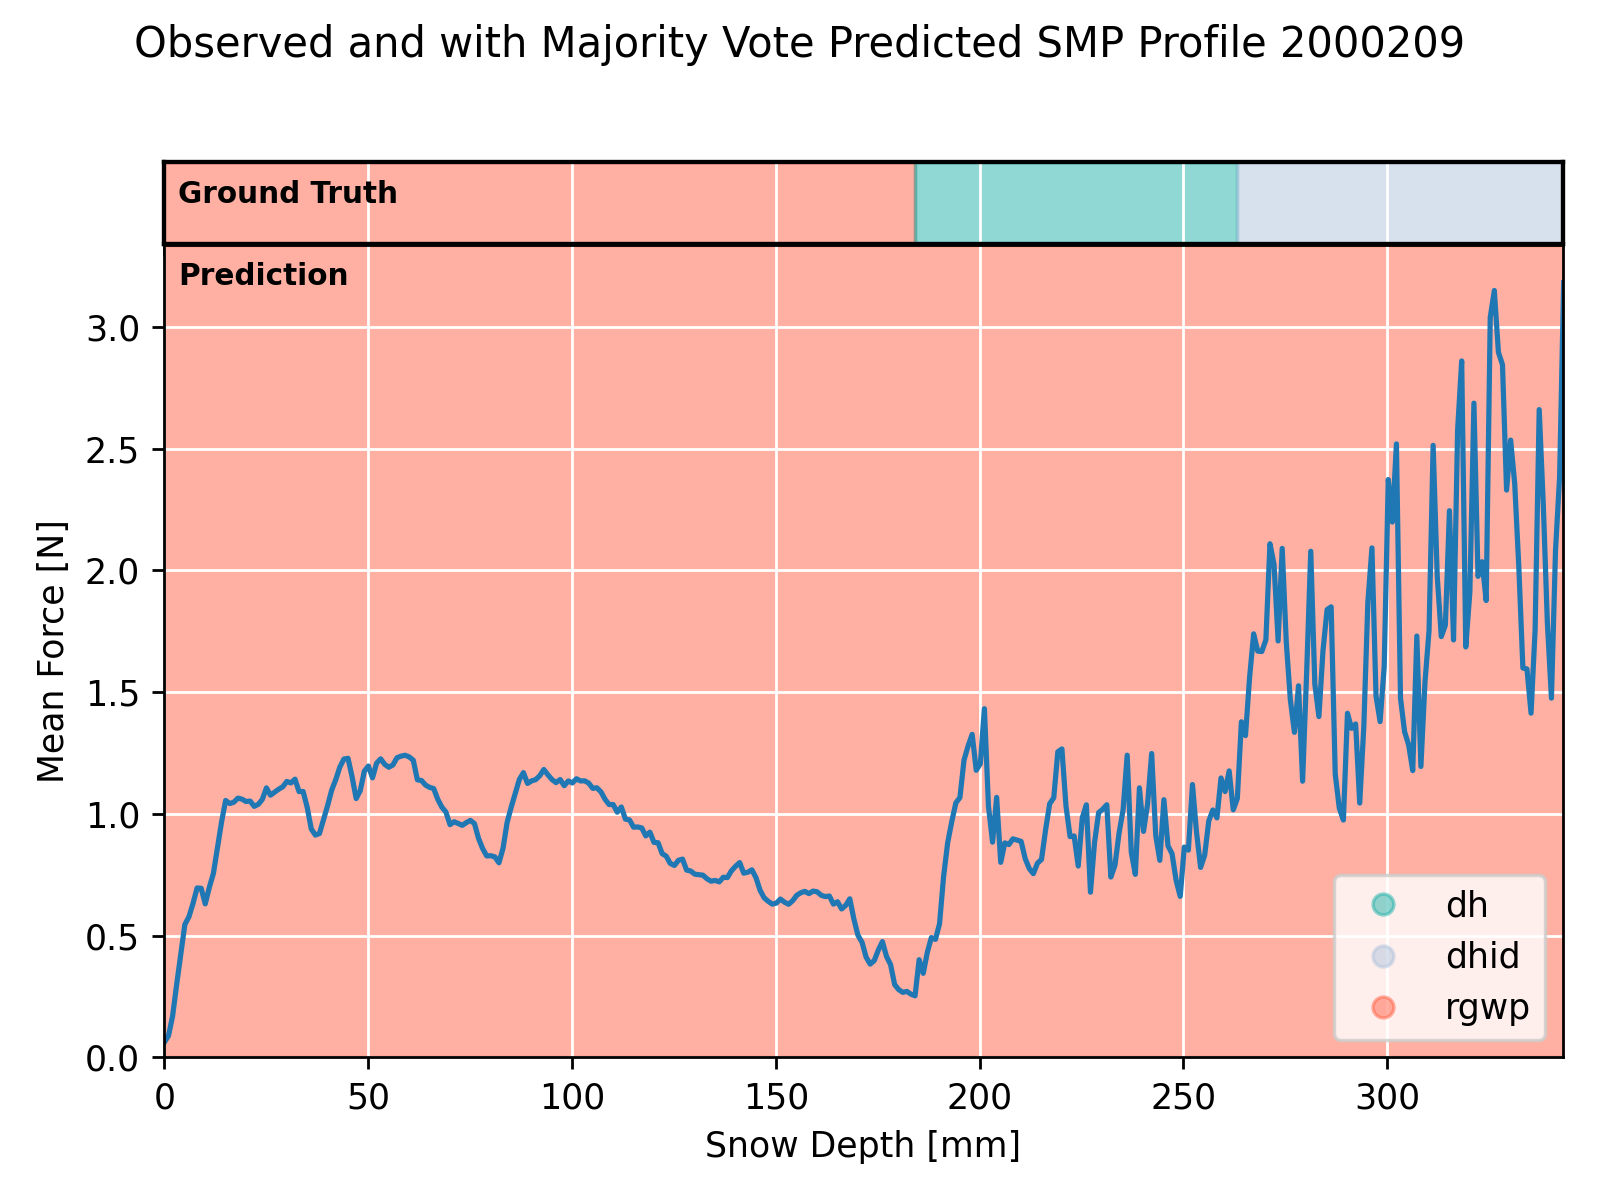 Observed and with Majority Vote Predicted SMP Profile 2000209
Ground Truth
Prediction
3.0
2.5
2.0
1.5
1.0
0.5
0.0
Mean Force [N]
dh
dhid
rgwp
0 50 100 150 200 250 300
Snow Depth [mm]